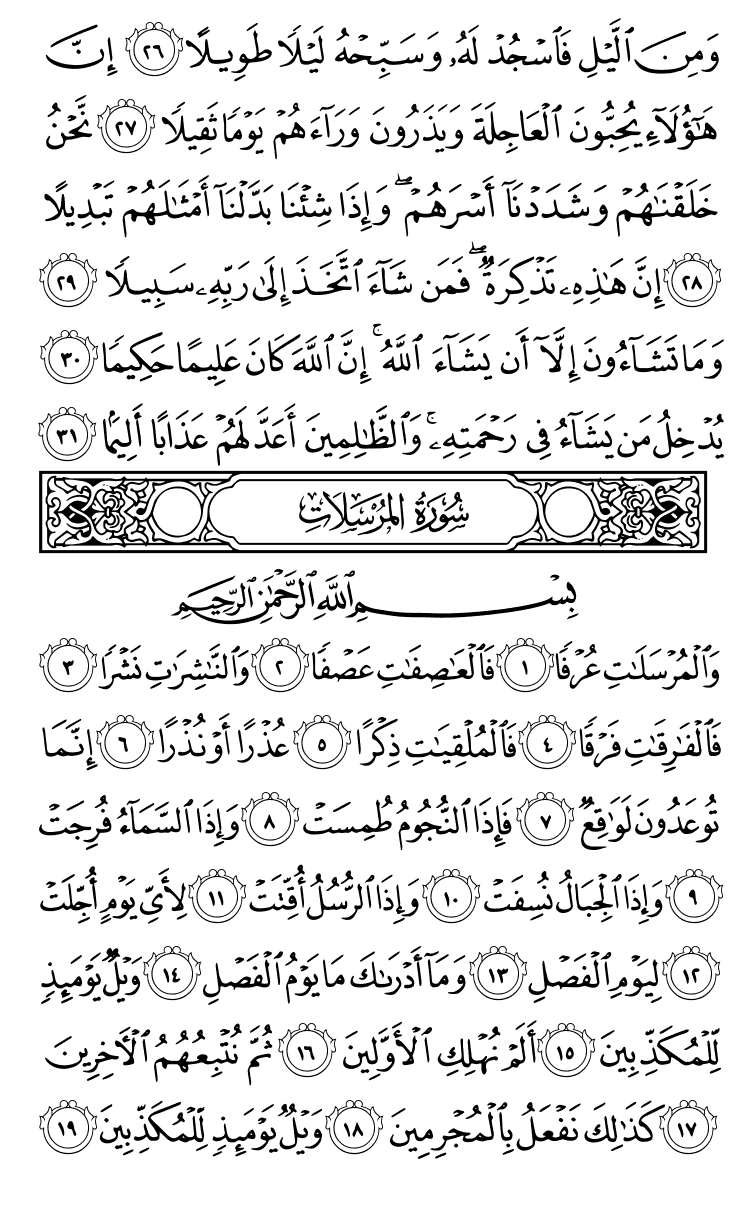 وَمِنَ ٱلَّيۡلِ فَٱسۡجُدۡ لَهُۥ وَسَبِّحۡهُ لَيۡلٗا طَوِيلًا ٢٦ إِنَّ
هَٰٓؤُلَآءِ يُحِبُّونَ ٱلۡعَاجِلَةَ وَيَذَرُونَ وَرَآءَهُمۡ يَوۡمٗا ثَقِيلٗا ٢٧ نَّحۡنُ
خَلَقۡنَٰهُمۡ وَشَدَدۡنَآ أَسۡرَهُمۡۖ وَإِذَا شِئۡنَا بَدَّلۡنَآ أَمۡثَٰلَهُمۡ تَبۡدِيلًا
٢٨ إِنَّ هَٰذِهِۦ تَذۡكِرَةٞۖ فَمَن شَآءَ ٱتَّخَذَ إِلَىٰ رَبِّهِۦ سَبِيلٗا ٢٩
وَمَا تَشَآءُونَ إِلَّآ أَن يَشَآءَ ٱللَّهُۚ إِنَّ ٱللَّهَ كَانَ عَلِيمًا حَكِيمٗا ٣٠
يُدۡخِلُ مَن يَشَآءُ فِي رَحۡمَتِهِۦۚ وَٱلظَّٰلِمِينَ أَعَدَّ لَهُمۡ عَذَابًا أَلِيمَۢا ٣١
سُورَةُ المُرۡسَلَاتِ
بِسۡمِ ٱللَّهِ ٱلرَّحۡمَٰنِ ٱلرَّحِيمِ
وَٱلۡمُرۡسَلَٰتِ عُرۡفٗا ١ فَٱلۡعَٰصِفَٰتِ عَصۡفٗا ٢ وَٱلنَّٰشِرَٰتِ نَشۡرٗا ٣
فَٱلۡفَٰرِقَٰتِ فَرۡقٗا ٤ فَٱلۡمُلۡقِيَٰتِ ذِكۡرًا ٥ عُذۡرًا أَوۡ نُذۡرًا ٦ إِنَّمَا
تُوعَدُونَ لَوَٰقِعٞ ٧ فَإِذَا ٱلنُّجُومُ طُمِسَتۡ ٨ وَإِذَا ٱلسَّمَآءُ فُرِجَتۡ
٩ وَإِذَا ٱلۡجِبَالُ نُسِفَتۡ ١٠ وَإِذَا ٱلرُّسُلُ أُقِّتَتۡ ١١ لِأَيِّ يَوۡمٍ أُجِّلَتۡ
١٢ لِيَوۡمِ ٱلۡفَصۡلِ ١٣ وَمَآ أَدۡرَىٰكَ مَا يَوۡمُ ٱلۡفَصۡلِ ١٤ وَيۡلٞ يَوۡمَئِذٖ
لِّلۡمُكَذِّبِينَ ١٥ أَلَمۡ نُهۡلِكِ ٱلۡأَوَّلِينَ ١٦ ثُمَّ نُتۡبِعُهُمُ ٱلۡأٓخِرِينَ
١٧ كَذَٰلِكَ نَفۡعَلُ بِٱلۡمُجۡرِمِينَ ١٨ وَيۡلٞ يَوۡمَئِذٖ لِّلۡمُكَذِّبِينَ ١٩